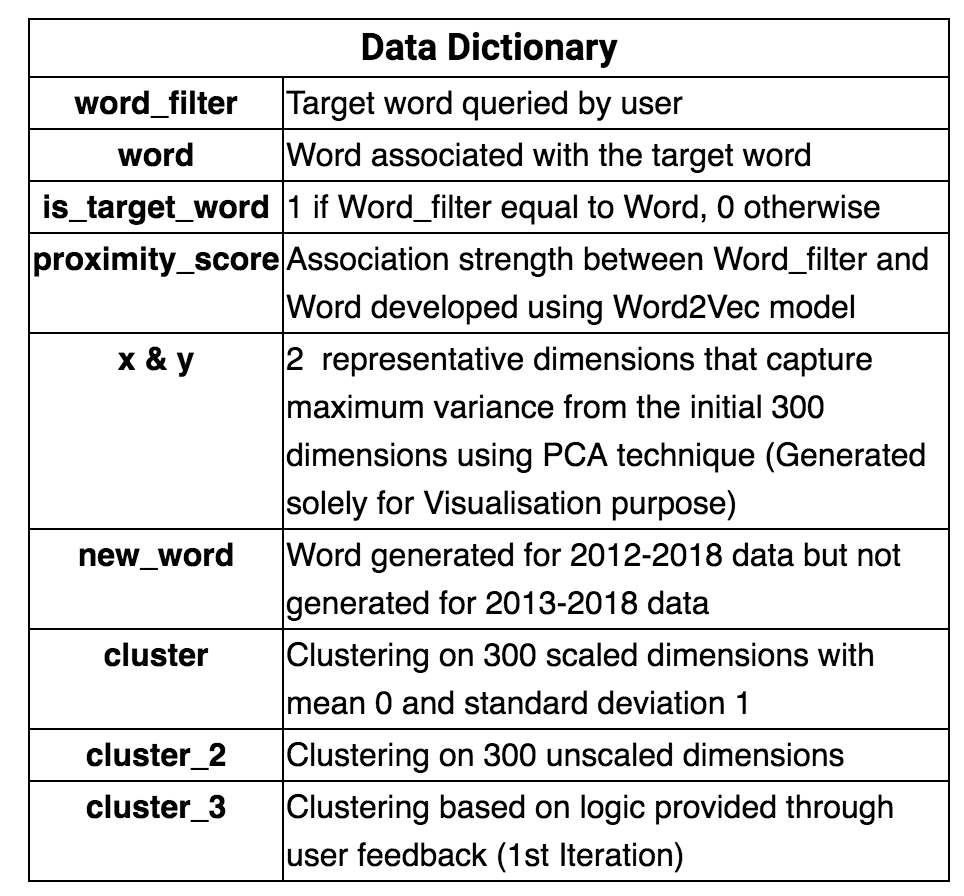 Data Dictionary
word_filter Target word queried by user
word Word associated with the target word
is_target_word 1 if Word_filter equal to Word, 0 otherwise
proximity_score Association strength between Word_filter and
Word developed using Word2Vec model
x & y 2  representative dimensions that capture
maximum variance from the initial 300
dimensions using PCA technique (Generated
solely for Visualisation purpose)
new_word Word generated for 2012-2018 data but not
generated for 2013-2018 data
cluster Clustering on 300 scaled dimensions with
mean 0 and standard deviation 1
cluster_2 Clustering on 300 unscaled dimensions
cluster_3 Clustering based on logic provided through
user feedback (1st Iteration)